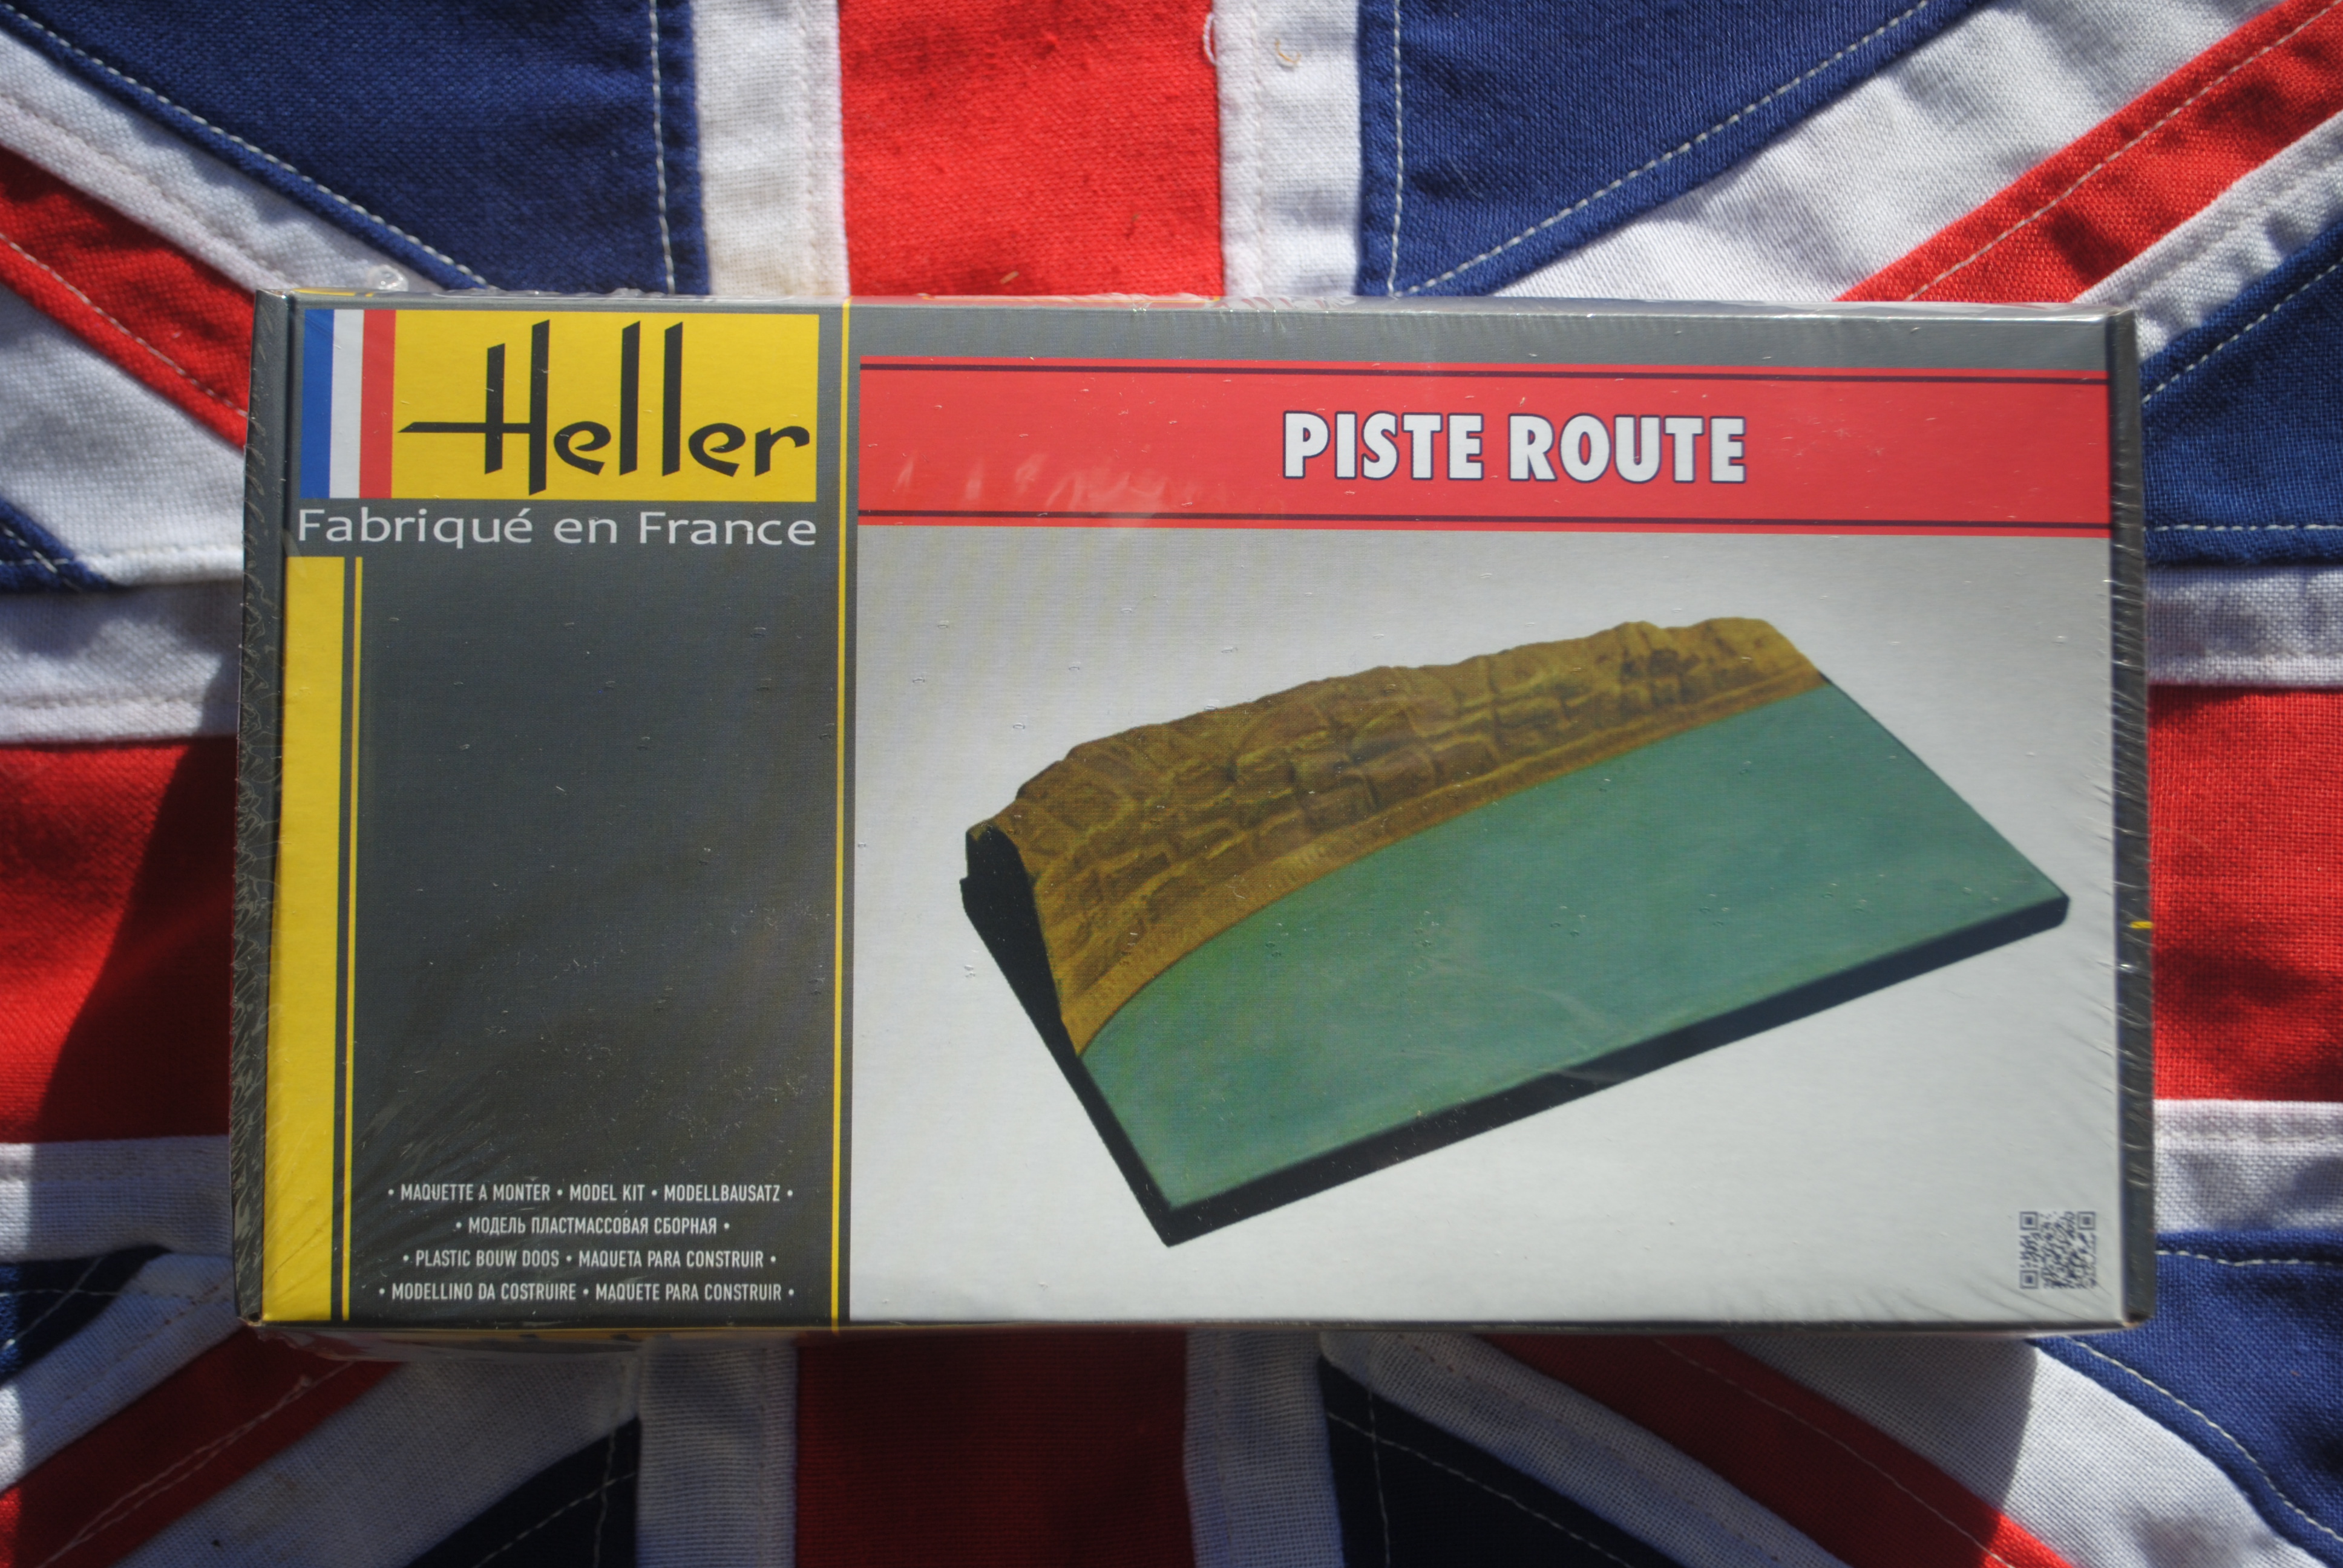 Heller
Fabriqué en France
PISTE ROUTE
• MAQUETTE A MONTER • MODEL KIT • MODELLBAUSATZ •
• МОДЕЛЬ ПЛАСТМАССОВАЯ СБОРНАЯ •
• PLASTIC BOUW DOOS • MAQUETA PARA CONSTRUIR •
• MODELLINO DA COSTRUIRE • MAQUETE PARA CONSTRUIR •